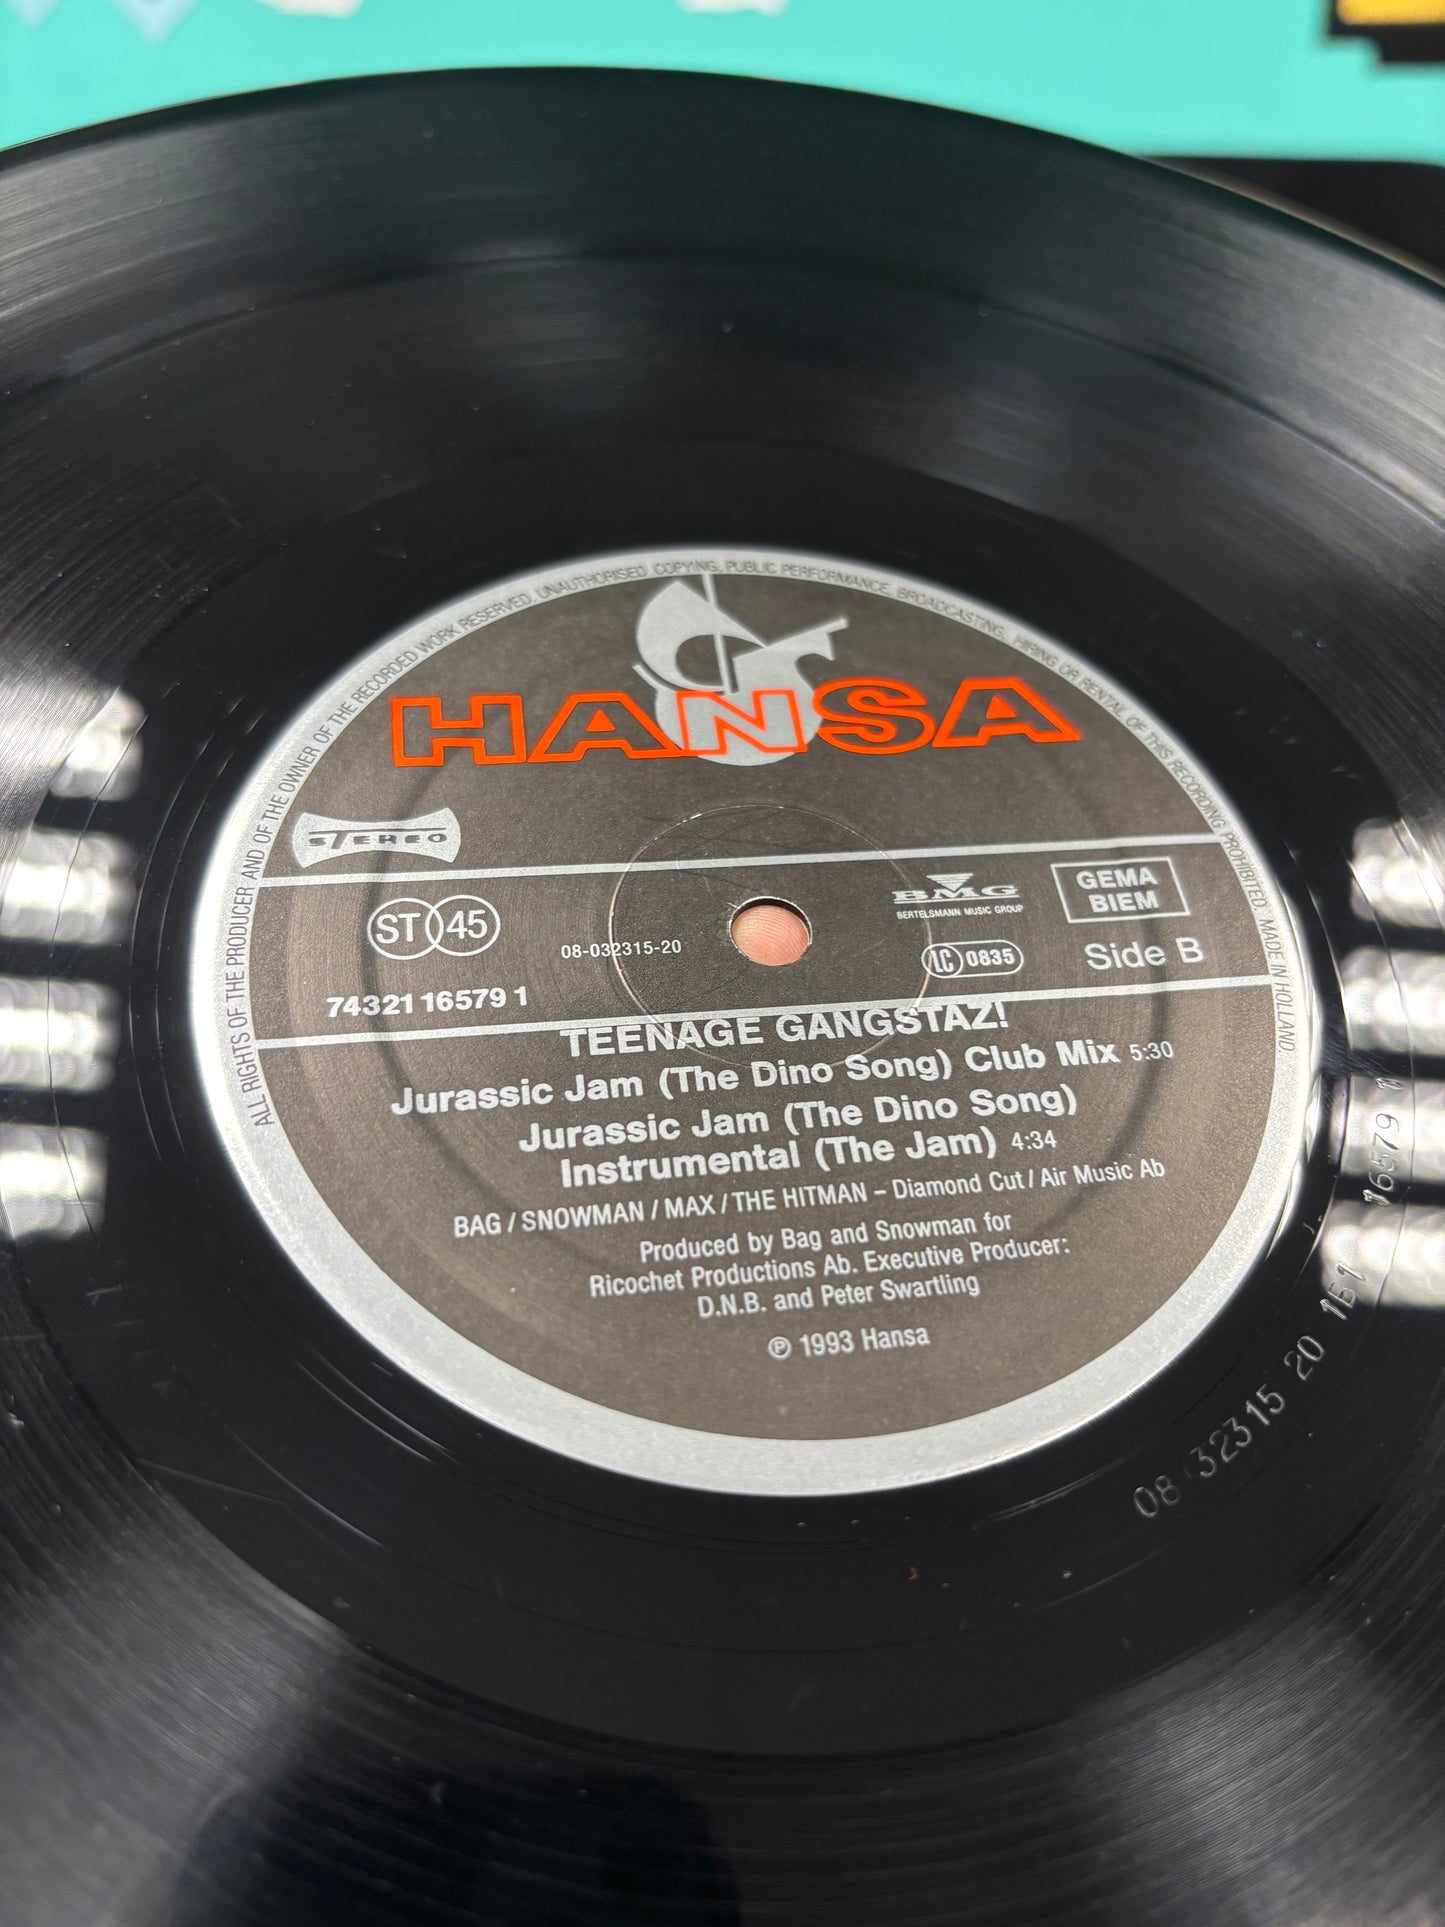 ALL RIGHTS OF THE PRODUCER AND OF THE OWNER OF THE RECORDED WORK RESERVED. UNAUTHORISED COPYING, PUBLIC PERFORMANCE, BROADCASTING, HIRING OR RENTAL OF THIS RECORDING PROHIBITED. MADE IN HOLLAND.
HANSA
STEREO
ST 45
08-032315-20
BMG
BERTELSMANN MUSIC GROUP
GEMA
BIEM
LC 0835
Side B
74321 16579 1
TEENAGE GANGSTAZ!
Jurassic Jam (The Dino Song) Club Mix 5:30
Jurassic Jam (The Dino Song)
Instrumental (The Jam) 4:34
BAG / SNOWMAN / MAX / THE HITMAN – Diamond Cut / Air Music Ab
Produced by Bag and Snowman for
Ricochet Productions Ab. Executive Producer:
D.N.B. and Peter Swartling
℗ 1993 Hansa
08 32315 20 1B1 16579